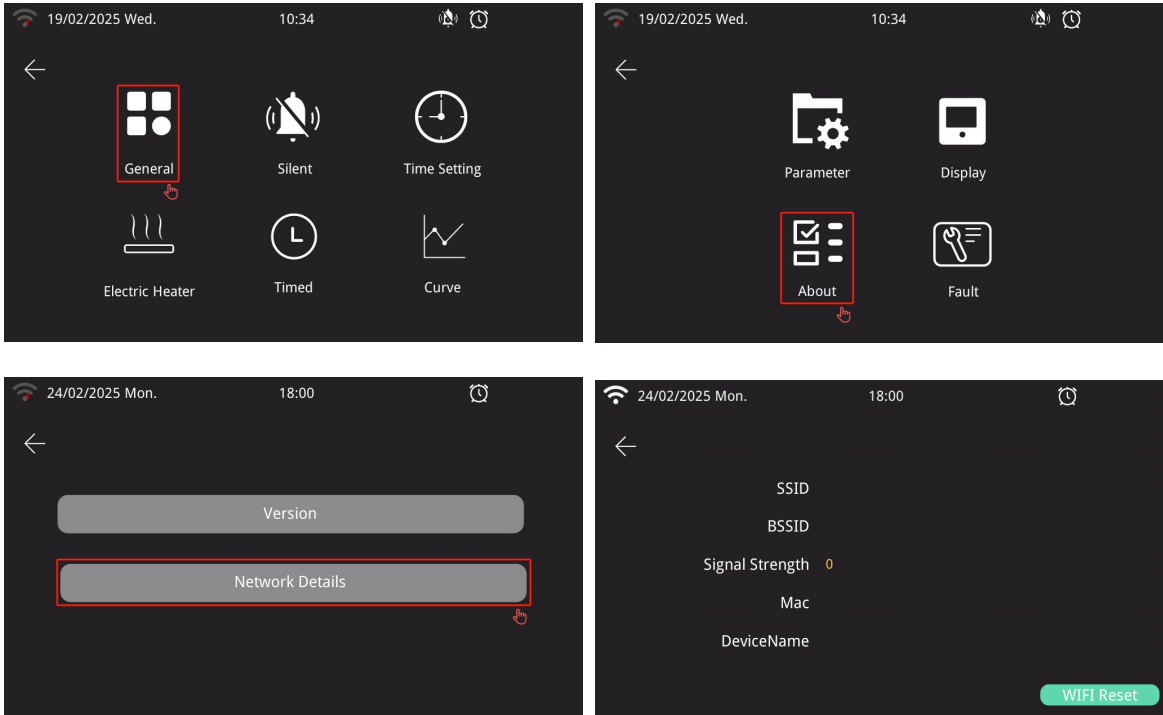 19/02/2025 Wed. 10:34
General Silent Time Setting
Electric Heater Timed Curve
19/02/2025 Wed. 10:34
Parameter Display
About Fault
24/02/2025 Mon. 18:00
Version
Network Details
24/02/2025 Mon. 18:00
SSID
BSSID
Signal Strength 0
Mac
DeviceName
WIFI Reset